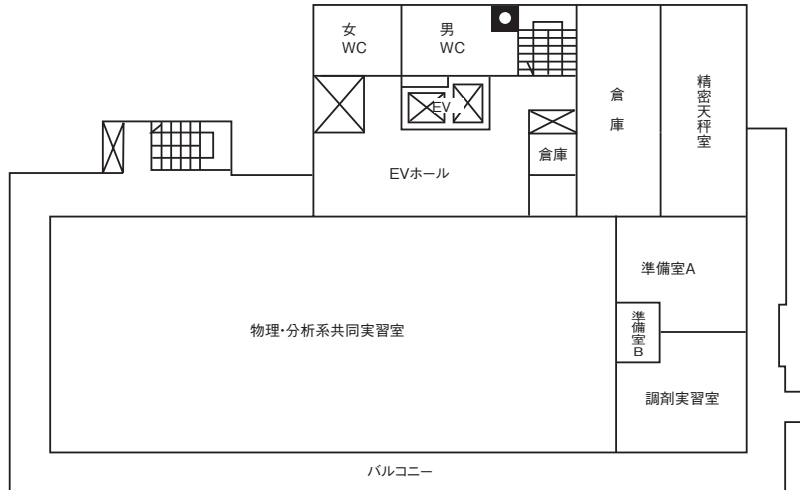 女
WC
男
WC
EV
倉庫
精密天秤室
倉庫
EVホール
準備室A
物理・分析系共同実習室
準備室B
調剤実習室
バルコニー